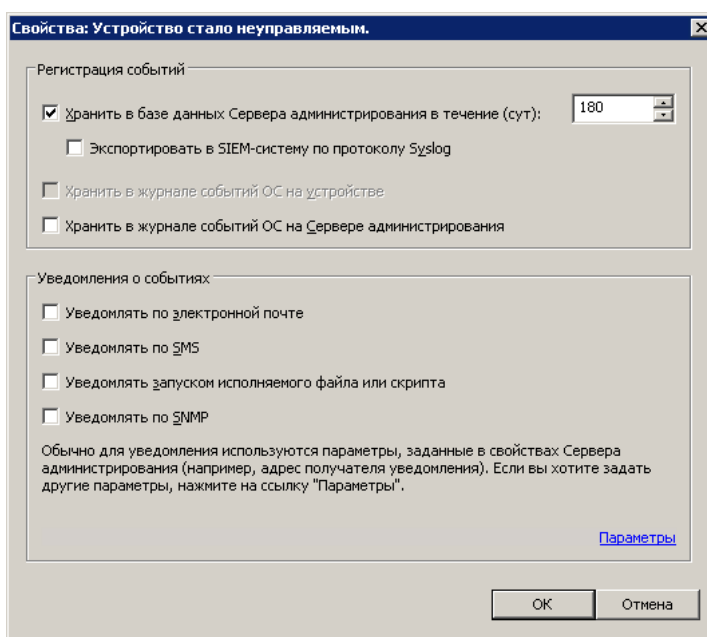 Свойства: Устройство стало неуправляемым.
Регистрация событий
Хранить в базе данных Сервера администрирования в течение (сут): 180
Экспортировать в SIEM-систему по протоколу Syslog
Хранить в журнале событий ОС на устройстве
Хранить в журнале событий ОС на Сервере администрирования
Уведомления о событиях
Уведомлять по электронной почте
Уведомлять по SMS
Уведомлять запуском исполняемого файла или скрипта
Уведомлять по SNMP
Обычно для уведомления используются параметры, заданные в свойствах Сервера
администрирования (например, адрес получателя уведомления). Если вы хотите задать
другие параметры, нажмите на ссылку "Параметры".
Параметры
ОК Отмена